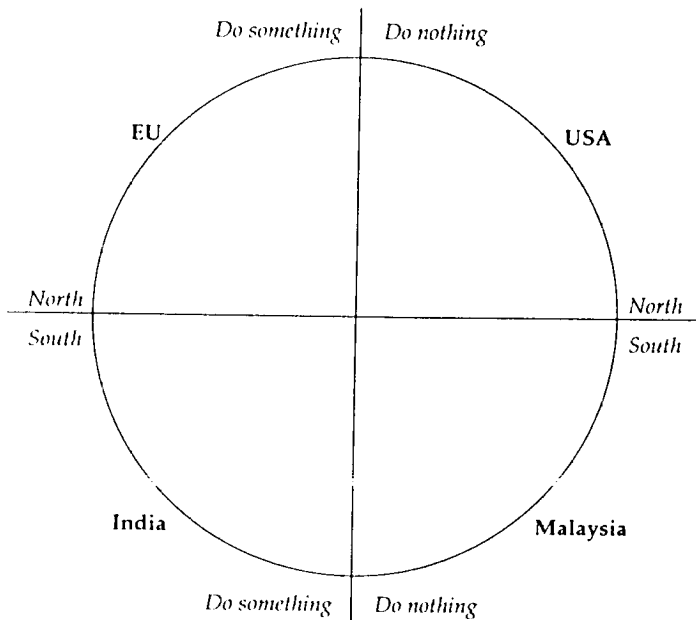 Do something Do nothing
EU USA
North North
South South
India Malaysia
Do something Do nothing